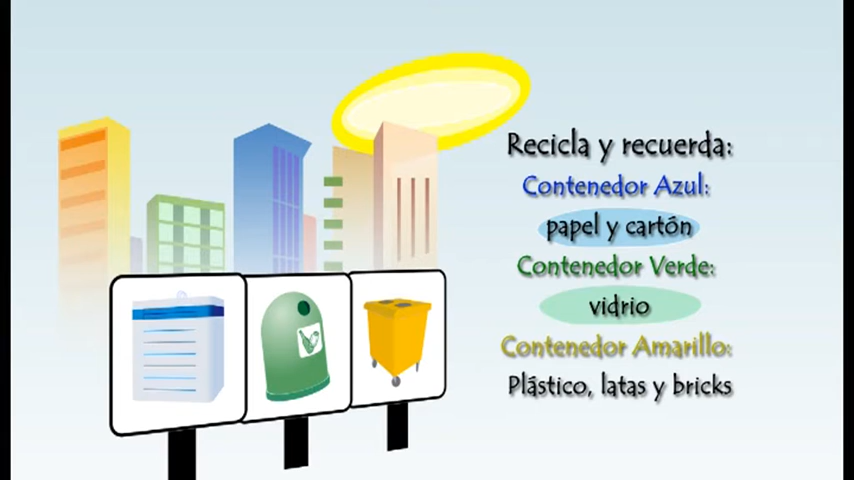 Recicla y recuerda:
Contenedor Azul:
papel y cartón
Contenedor Verde:
vidrio
Contenedor Amarillo:
Plástico, latas y bricks